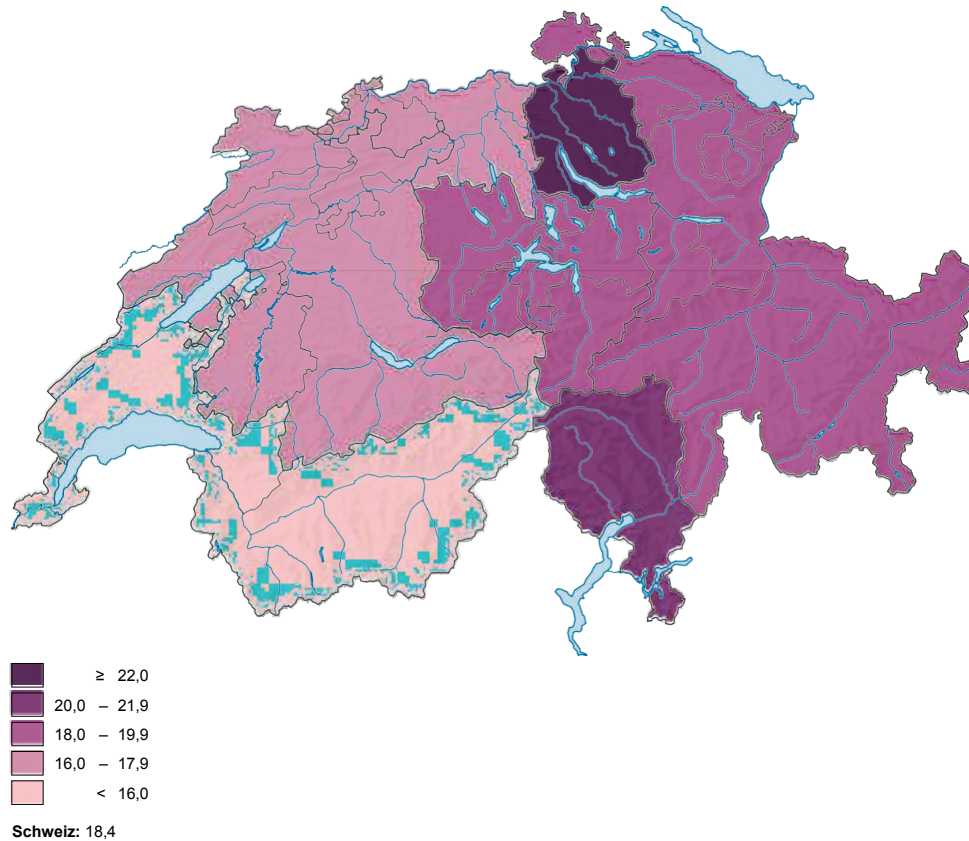 ≥ 22,0
20,0 – 21,9
18,0 – 19,9
16,0 – 17,9
< 16,0
Schweiz: 18,4